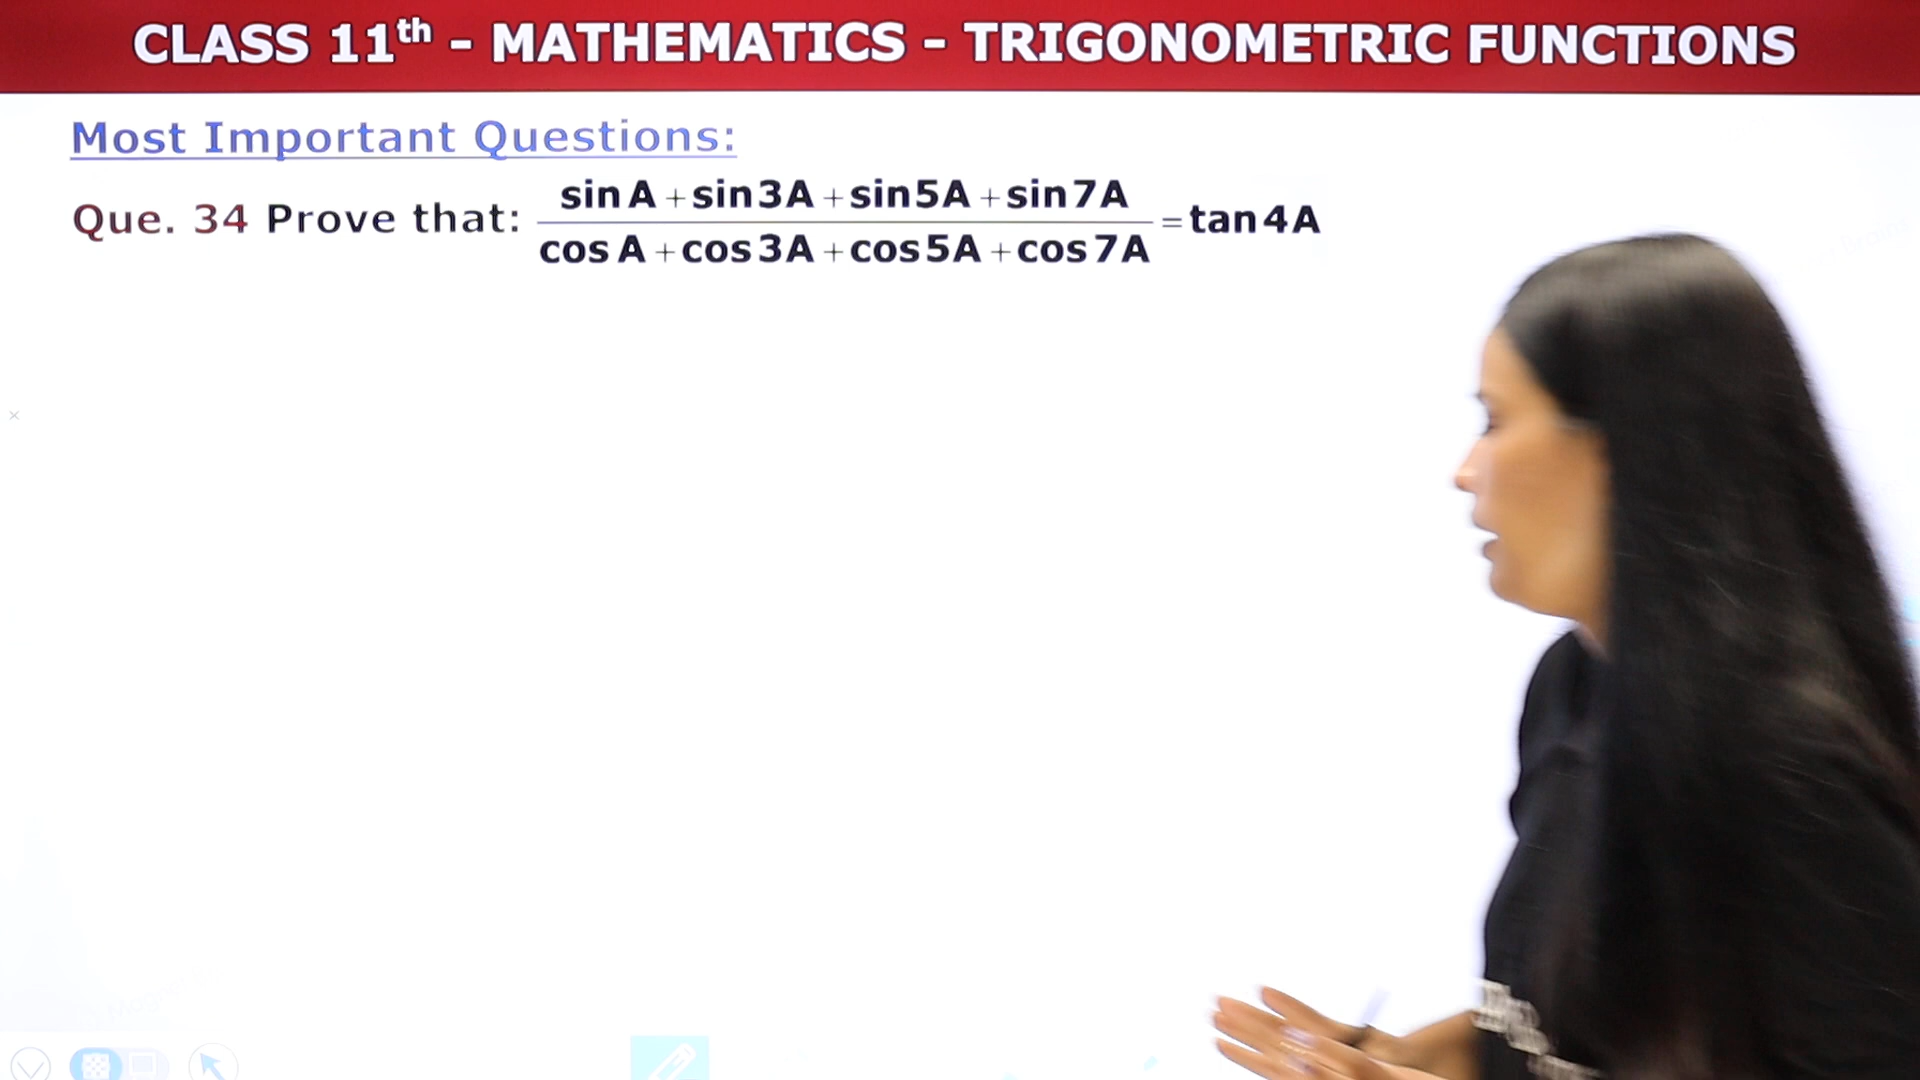 CLASS 11th - MATHEMATICS - TRIGONOMETRIC FUNCTIONS
Most Important Questions:
Que. 34 Prove that: (sin A + sin 3A + sin 5A + sin 7A) / (cos A + cos 3A + cos 5A + cos 7A) = tan 4A